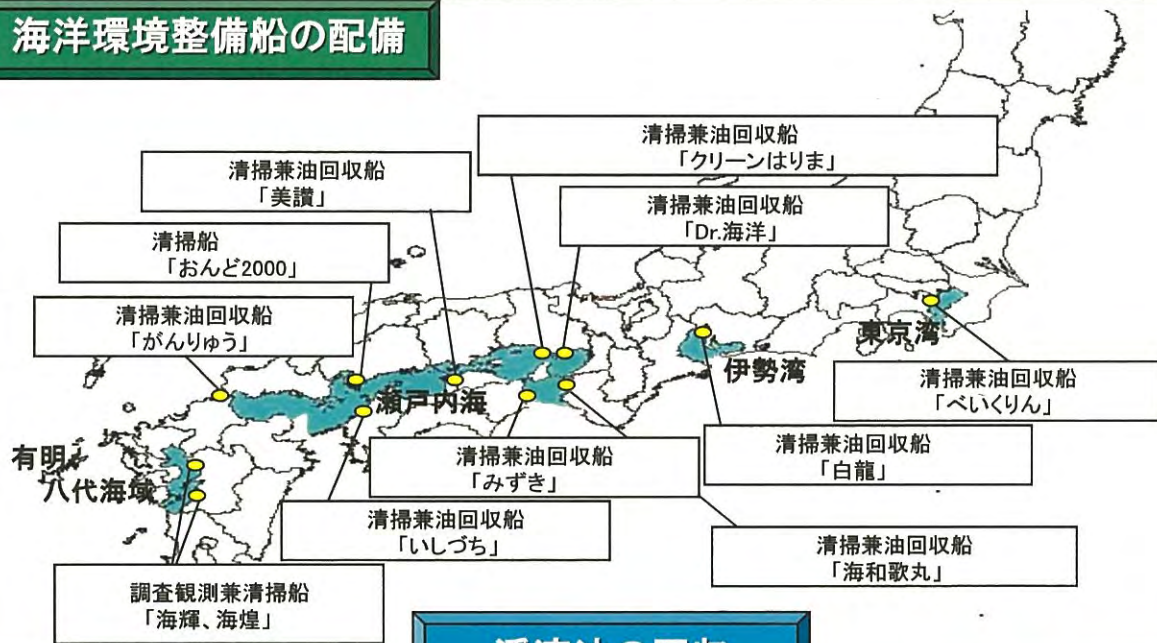 海洋環境整備船の配備
清掃兼油回収船
「クリーンはりま」
清掃兼油回収船
「美讃」
清掃兼油回収船
「Dr.海洋」
清掃船
「おんど2000」
清掃兼油回収船
「がんりゅう」
東京湾
伊勢湾
清掃兼油回収船
「べいくりん」
瀬戸内海
清掃兼油回収船
「白龍」
有明
八代海域
清掃兼油回収船
「みずき」
清掃兼油回収船
「いしづち」
清掃兼油回収船
「海和歌丸」
調査観測兼清掃船
「海輝、海煌」